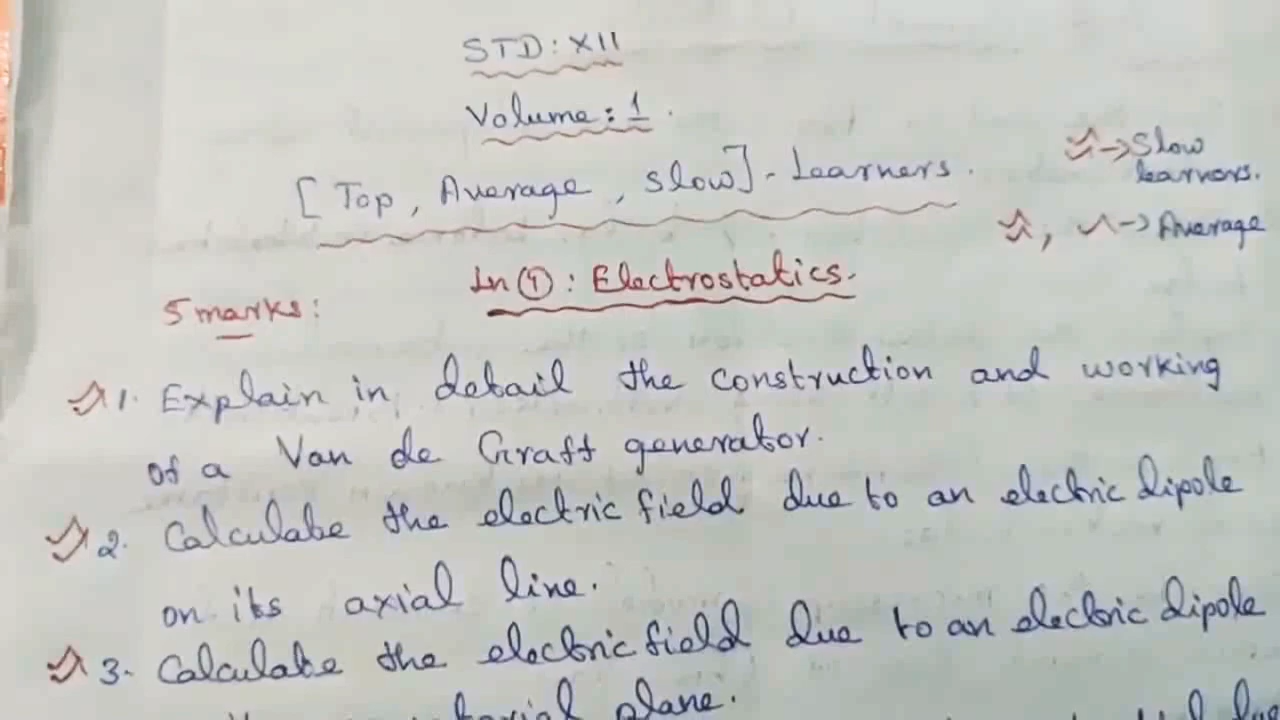 STD: XII
Volume: 1.
[Top, Average, slow] - Learners.
→ Slow
learners.
, → Average
Ln ①: Electrostatics.
5 marks:
1. Explain in detail the construction and working
of a Van de Graff generator.
2. Calculate the electric field due to an electric dipole
on its axial line.
3. Calculate the electric field due to an electric dipole
plane.